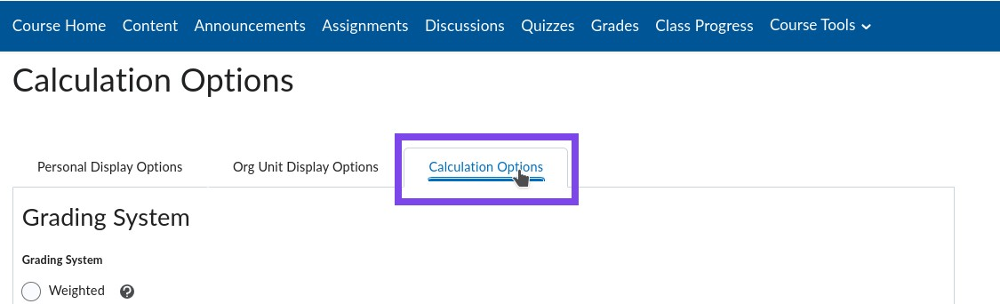 Course Home Content Announcements Assignments Discussions Quizzes Grades Class Progress Course Tools
Calculation Options
Personal Display Options Org Unit Display Options Calculation Options
Grading System
Grading System
Weighted ?